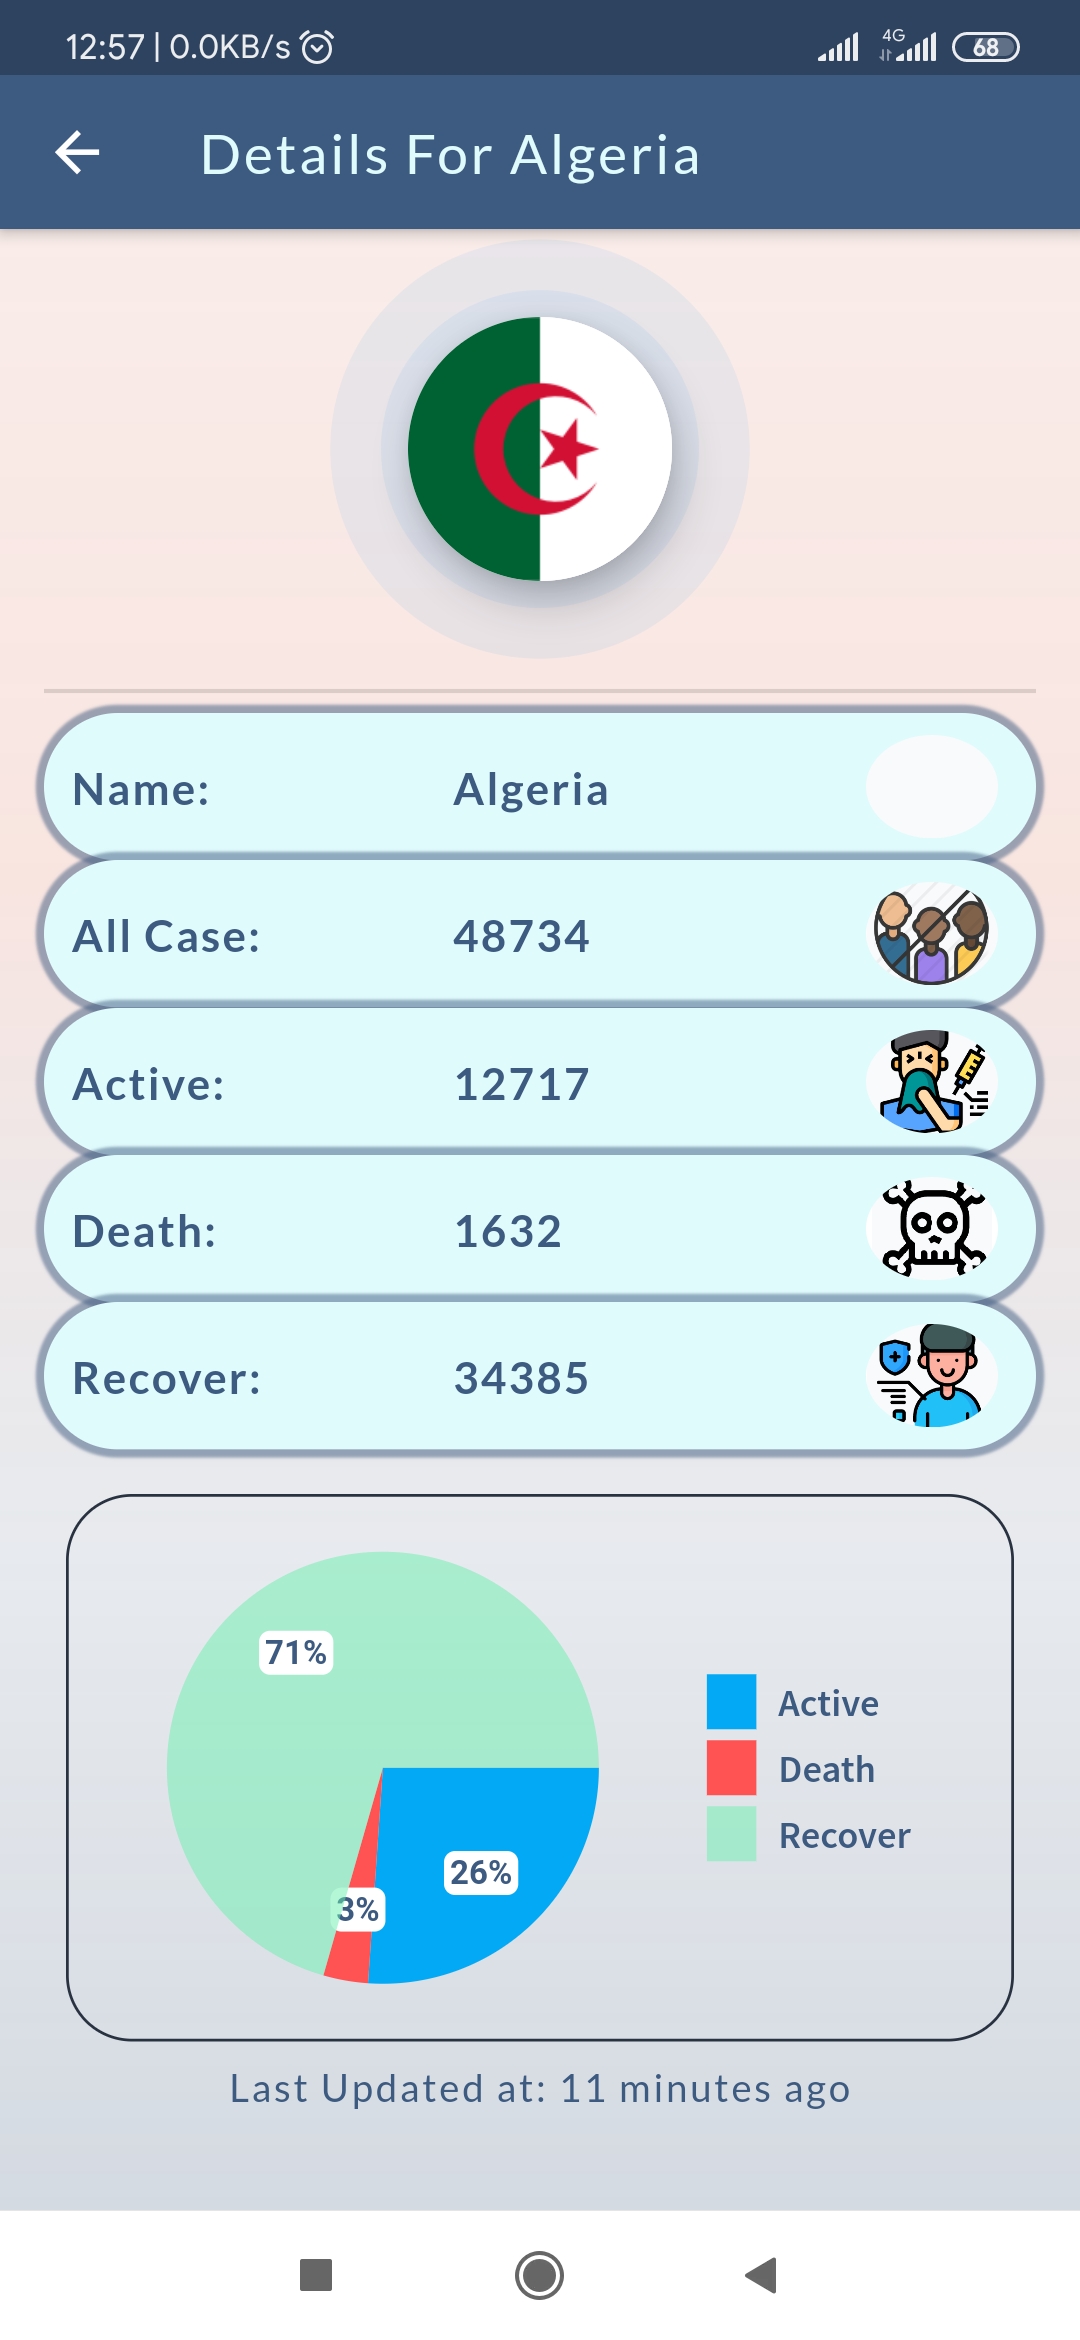 12:57 | 0.0KB/s 4G 68
Details For Algeria
Name: Algeria
All Case: 48734
Active: 12717
Death: 1632
Recover: 34385
71%
Active
Death
Recover
26%
3%
Last Updated at: 11 minutes ago